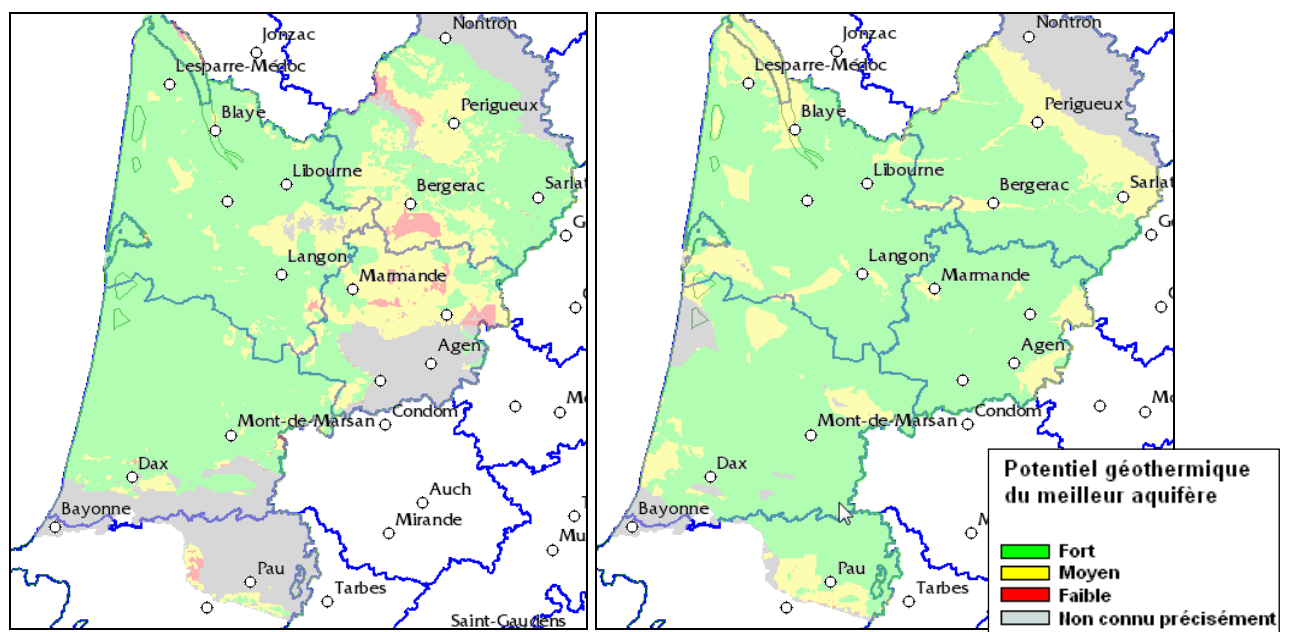 Nontron
Jonzac
Lesparre-Médoc
Perigueux
Blaye
Libourne
Bergerac
Sarlat
Langon
Marmande
Agen
Condom
Mont-de-Marsan
Dax
Auch
Mirande
Bayonne
Pau
Tarbes
Saint-Gaudens
Nontron
Jonzac
Lesparre-Médoc
Perigueux
Blaye
Libourne
Bergerac
Sarlat
Langon
Marmande
Agen
Condom
Mont-de-Marsan
Dax
Bayonne
Pau
Tarbes
Potentiel géothermique
du meilleur aquifère
Fort
Moyen
Faible
Non connu précisément